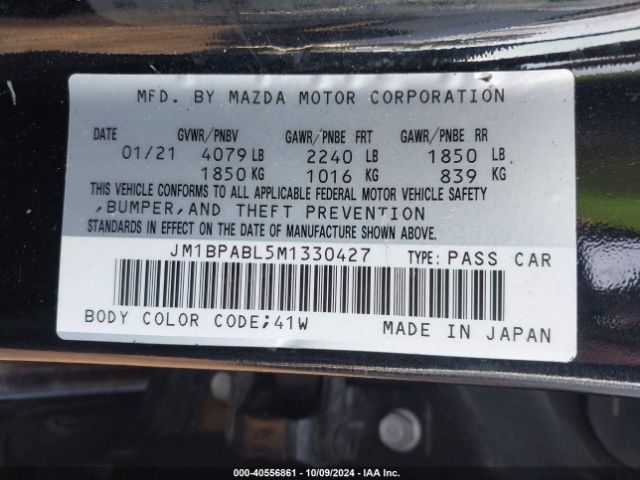 MFD. BY MAZDA MOTOR CORPORATION
DATE GVWR/PNBV GAWR/PNBE FRT GAWR/PNBE RR
01/21 4079 LB 2240 LB 1850 LB
1850 KG 1016 KG 839 KG
THIS VEHICLE CONFORMS TO ALL APPLICABLE FEDERAL MOTOR VEHICLE SAFETY
,BUMPER,AND THEFT PREVENTION
STANDARDS IN EFFECT ON THE DATE OF MANUFACTURE SHOWN ABOVE.
JM1BPABL5M1330427 TYPE: PASS CAR
BODY COLOR CODE;41W MADE IN JAPAN
000-40556861 - 10/09/2024 - IAA Inc.